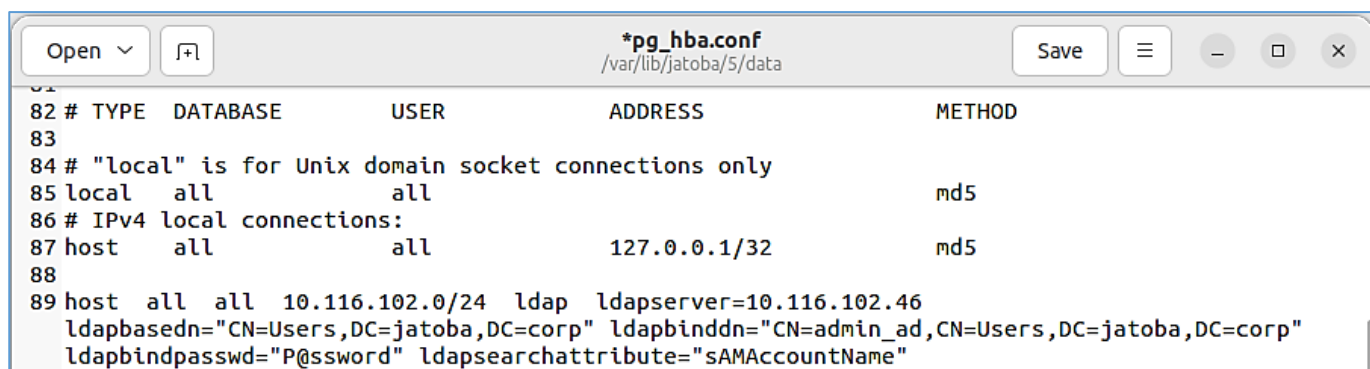 Open
*pg_hba.conf
/var/lib/jatoba/5/data
Save
82 # TYPE  DATABASE        USER            ADDRESS                 METHOD
83
84 # "local" is for Unix domain socket connections only
85 local   all             all                                     md5
86 # IPv4 local connections:
87 host    all             all             127.0.0.1/32            md5
88
89 host  all  all  10.116.102.0/24  ldap  ldapserver=10.116.102.46
ldapbasedn="CN=Users,DC=jatoba,DC=corp" ldapbinddn="CN=admin_ad,CN=Users,DC=jatoba,DC=corp"
ldapbindpasswd="P@ssword" ldapsearchattribute="sAMAccountName"